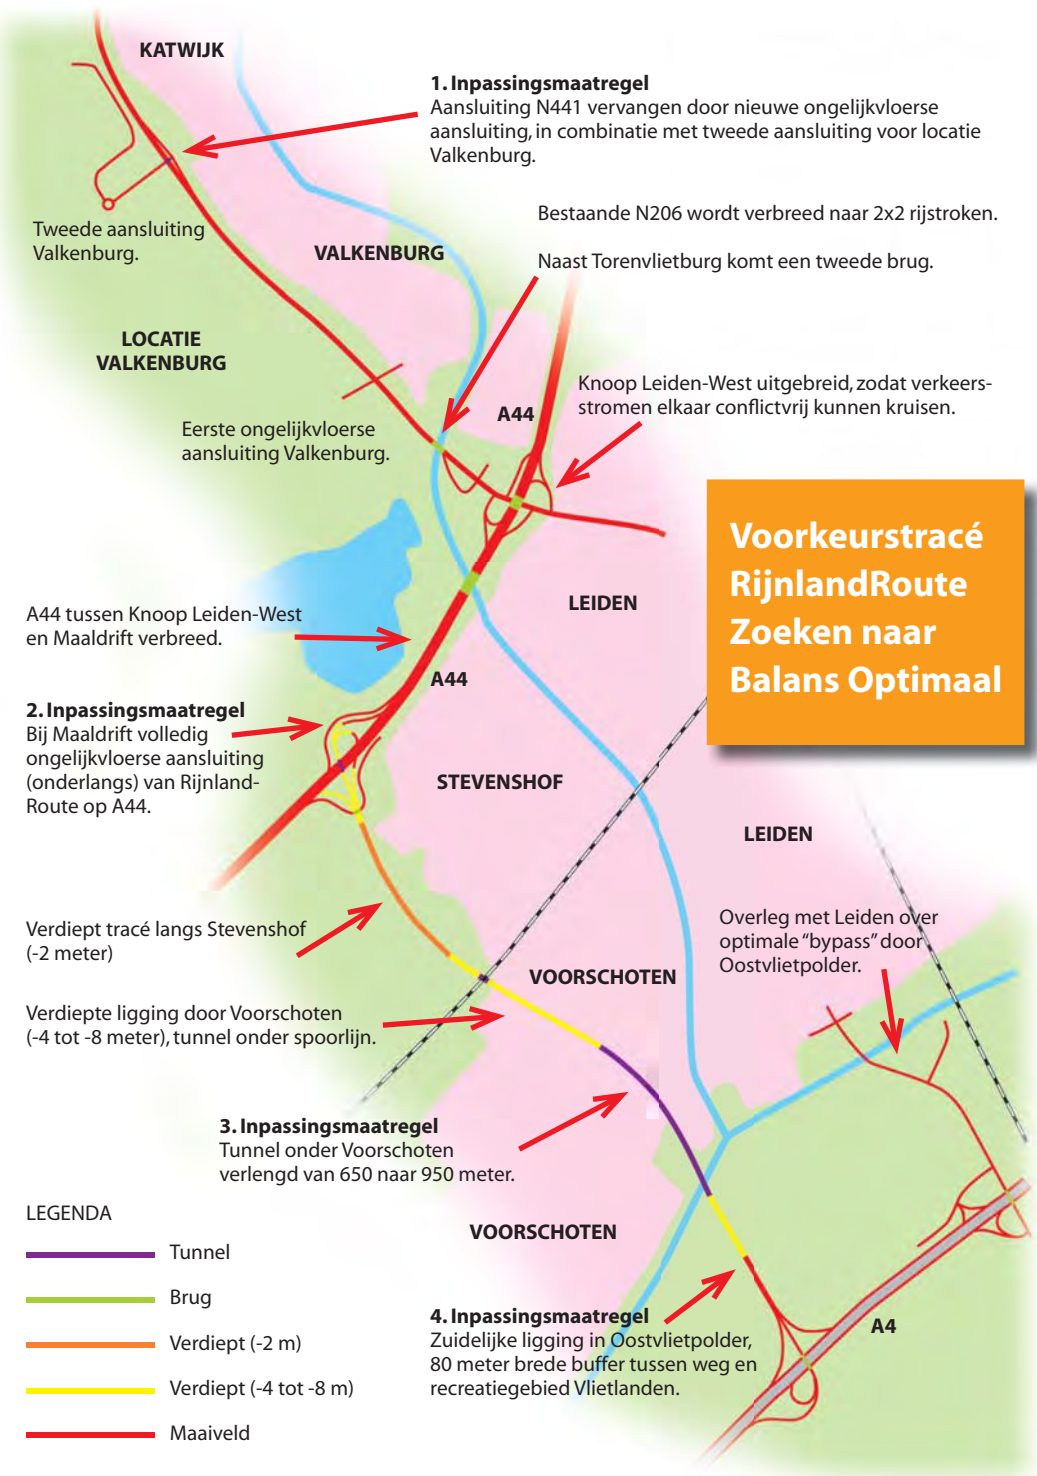 KATWIJK
1. Inpassingsmaatregel
Aansluiting N441 vervangen door nieuwe ongelijkvloerse
aansluiting, in combinatie met tweede aansluiting voor locatie
Valkenburg.
Tweede aansluiting
Valkenburg.
VALKENBURG
Bestaande N206 wordt verbreed naar 2x2 rijstroken.
Naast Torenvlietburg komt een tweede brug.
LOCATIE
VALKENBURG
Knoop Leiden-West uitgebreid, zodat verkeers-
stromen elkaar conflictvrij kunnen kruisen.
A44
Eerste ongelijkvloerse
aansluiting Valkenburg.
Voorkeurstracé
RijnlandRoute
Zoeken naar
Balans Optimaal
LEIDEN
A44 tussen Knoop Leiden-West
en Maaldrift verbreed.
A44
2. Inpassingsmaatregel
Bij Maaldrift volledig
ongelijkvloerse aansluiting
(onderlangs) van Rijnland-
Route op A44.
STEVENSHOF
LEIDEN
Verdiept tracé langs Stevenshof
(-2 meter)
Overleg met Leiden over
optimale “bypass” door
Oostvlietpolder.
VOORSCHOTEN
Verdiepte ligging door Voorschoten
(-4 tot -8 meter), tunnel onder spoorlijn.
3. Inpassingsmaatregel
Tunnel onder Voorschoten
verlengd van 650 naar 950 meter.
VOORSCHOTEN
LEGENDA
Tunnel
Brug
Verdiept (-2 m)
Verdiept (-4 tot -8 m)
Maaiveld
4. Inpassingsmaatregel
Zuidelijke ligging in Oostvlietpolder,
80 meter brede buffer tussen weg en
recreatiegebied Vlietlanden.
A4